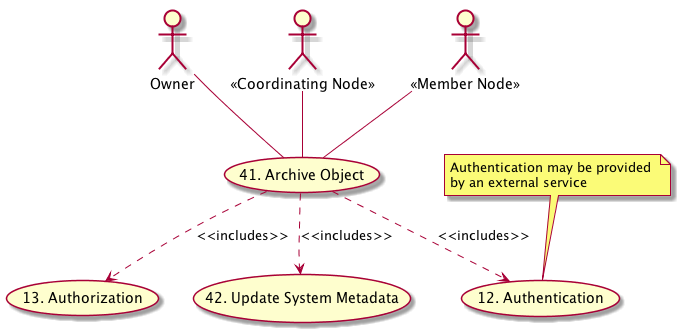 Owner
«Coordinating Node»
«Member Node»
41. Archive Object
Authentication may be provided
by an external service
<<includes>>
<<includes>>
<<includes>>
13. Authorization
42. Update System Metadata
12. Authentication